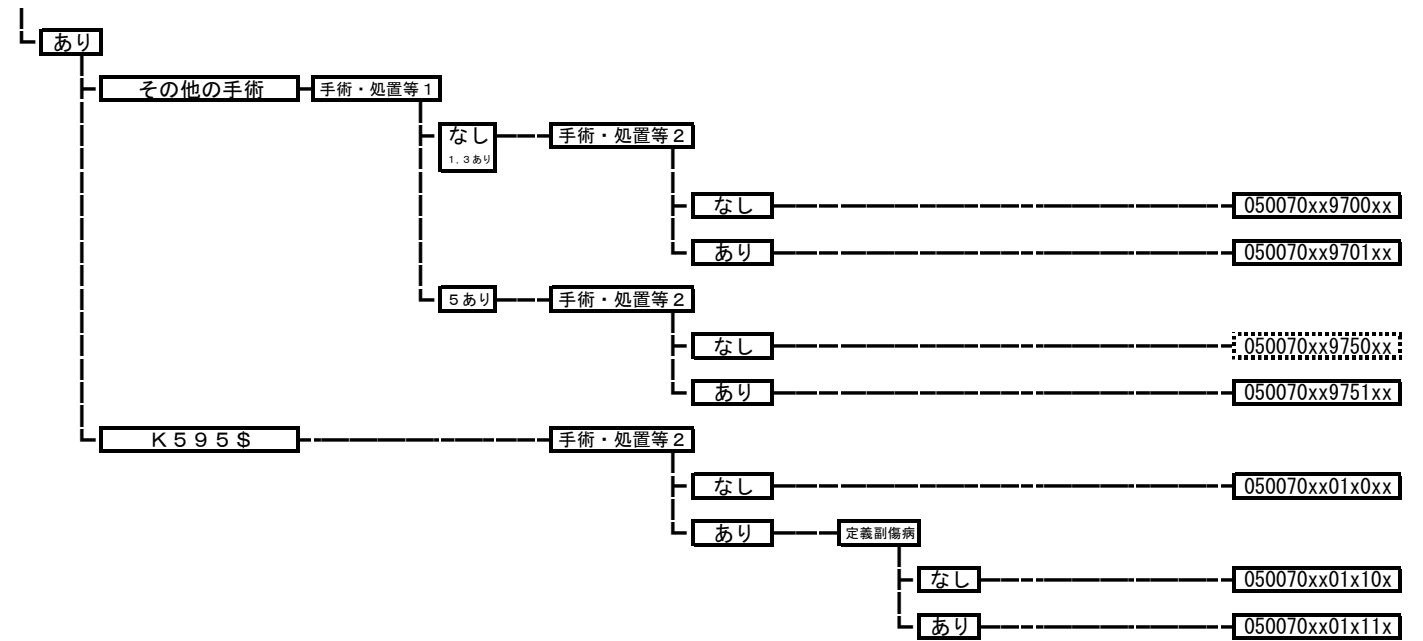 あり
その他の手術
手術・処置等1
なし
1,3あり
手術・処置等2
なし
050070xx9700xx
あり
050070xx9701xx
5あり
手術・処置等2
なし
050070xx9750xx
あり
050070xx9751xx
K595$
手術・処置等2
なし
050070xx01x0xx
あり
定義副傷病
なし
050070xx01x10x
あり
050070xx01x11x